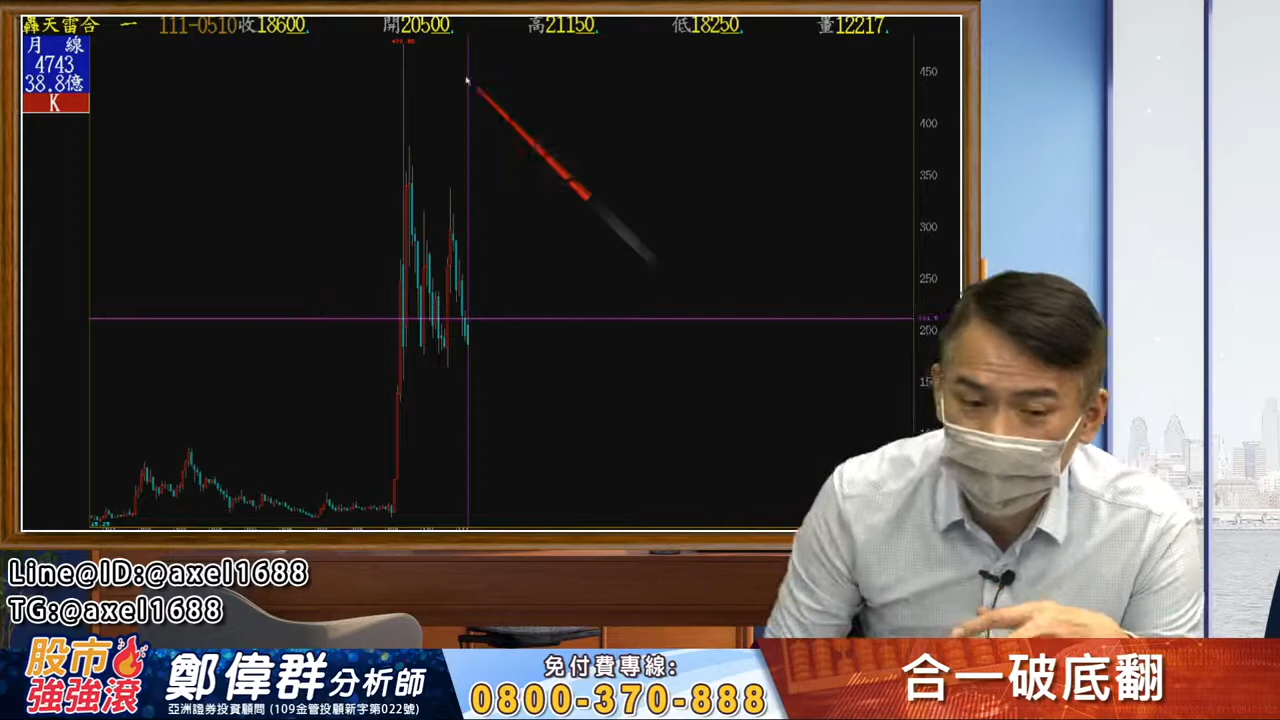 轟天雷合一 111-0510收18600. 開20500. 高21150. 低18250. 量12217.
月 線
4743
38.8億
K
476.50
450
400
350
300
250
200
15
19.29
Line@ID:@axel1688
TG:@axel1688
股市
強強滾
鄭偉群分析師
亞洲證券投資顧問 (109金管投顧新字第022號)
免付費專線:
0800-370-888
合一破底翻